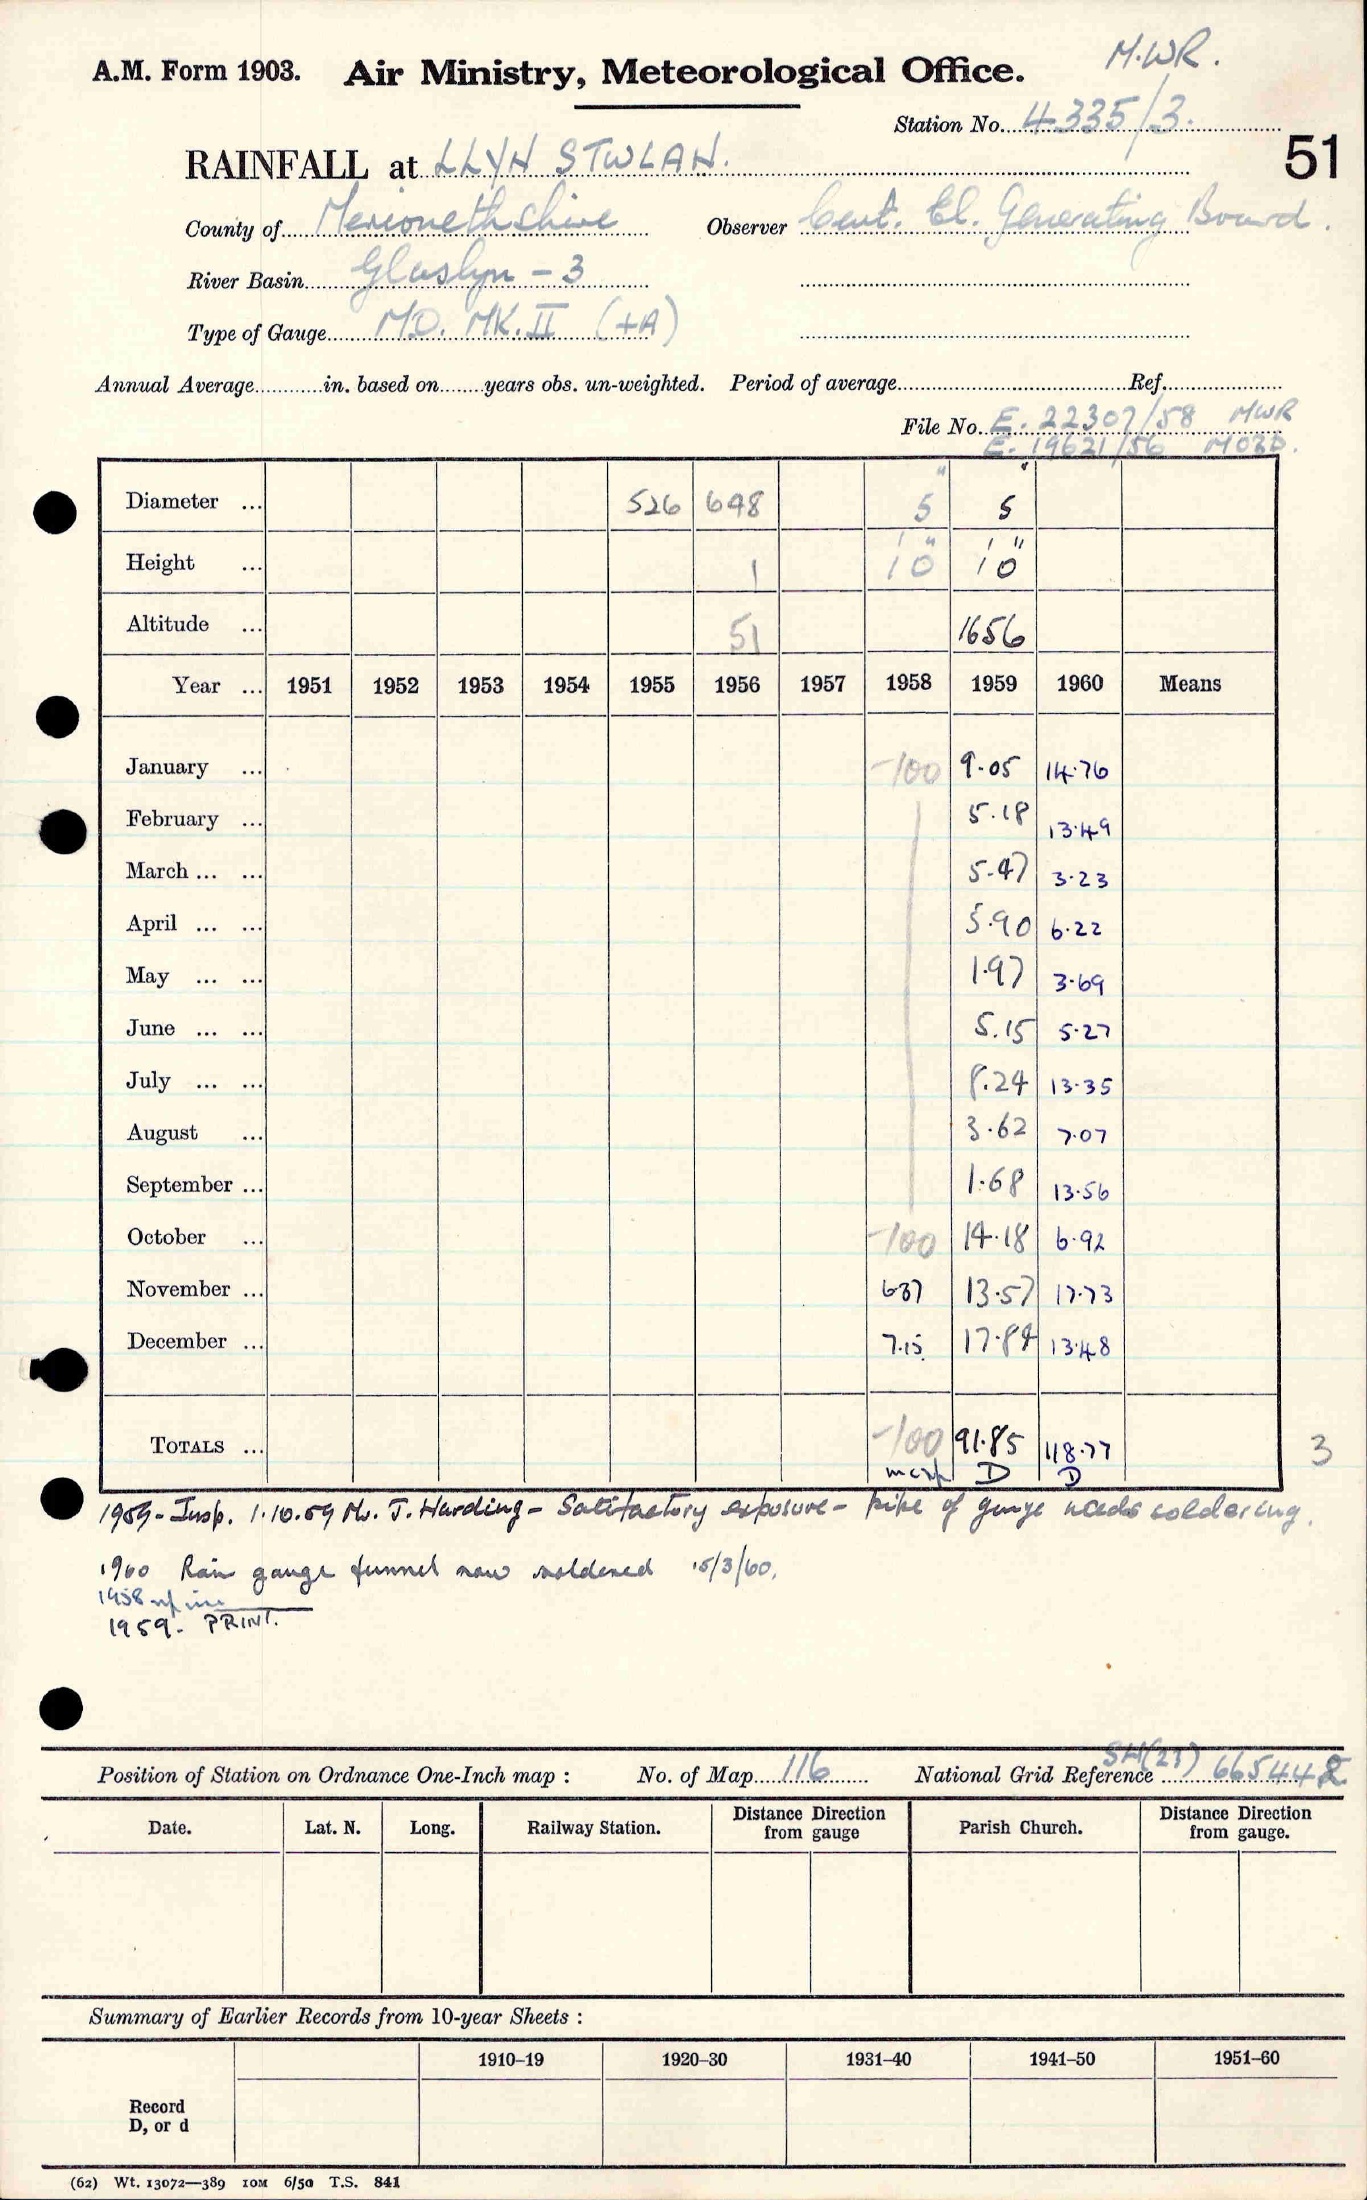 M.WR.
A.M. Form 1903. Air Ministry, Meteorological Office.
Station No. 4335/3.
51
RAINFALL at LLYN STWLAN.
County of Merionethshire Observer Cent. El. Generating Board.
River Basin Glaslyn - 3
Type of Gauge MO. MK. II (+A)
Annual Average in. based on years obs. un-weighted. Period of average Ref.
File No. E. 22307/58 MWR
E. 19621/56 MO3D.
Diameter ... 526 648 5" 5"
Height ... 1 1' 0" 1' 0"
Altitude ... 51 1656
Year ... 1951 1952 1953 1954 1955 1956 1957 1958 1959 1960 Means
January ... -100 9.05 14.76
February ... 5.18 13.49
March ... ... 5.47 3.23
April ... ... 5.90 6.22
May ... ... 1.97 3.69
June ... ... 5.15 5.27
July ... ... 8.24 13.35
August ... 3.62 7.07
September ... 1.68 13.56
October ... -100 14.18 6.92
November ... 637 13.57 17.73
December ... 7.15 17.84 13.48
TOTALS ... -100 91.85 118.77
D D
3
1959 - Insp. 1.10.59 Mr. J. Harding - Satisfactory exposure - pipe of gauge needs soldering.
1960 Rain gauge funnel now soldered 15/3/60.
1958
1959 - PRINT.
Position of Station on Ordnance One-Inch map : No. of Map 116 National Grid Reference SH(23) 665442
Date. Lat. N. Long. Railway Station. Distance Direction from gauge Parish Church. Distance Direction from gauge.
Summary of Earlier Records from 10-year Sheets :
1910–19 1920–30 1931–40 1941–50 1951–60
Record
D, or d
(62) Wt. 13072—389 10M 6/50 T.S. 841